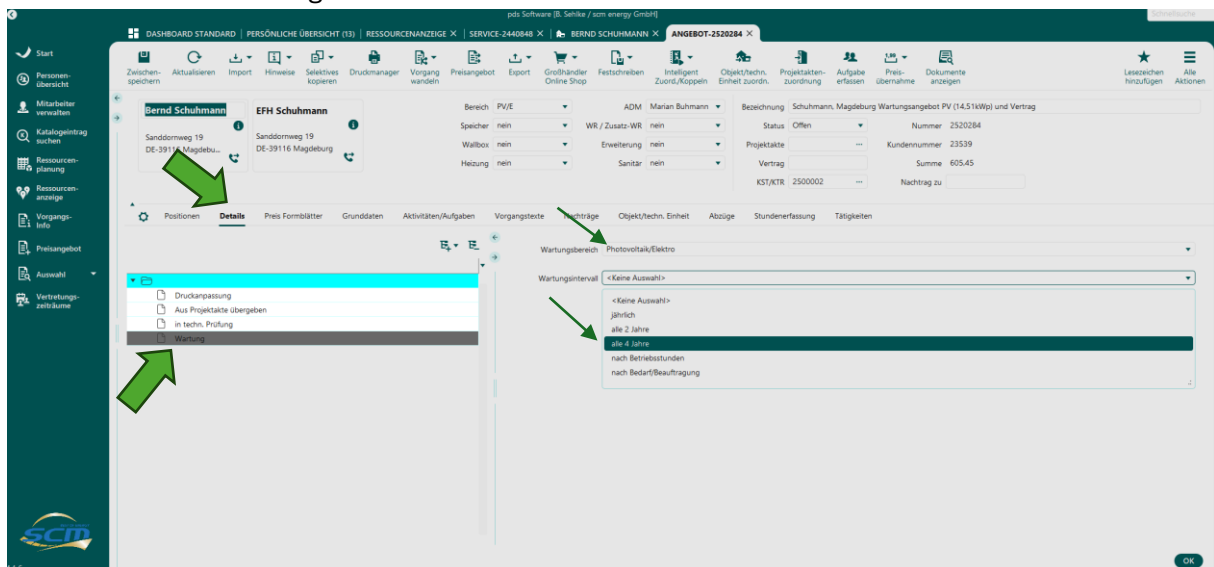 pds Software [B. Sehlke / scm energy GmbH]
DASHBOARD STANDARD | PERSÖNLICHE ÜBERSICHT (13) | RESSOURCENANZEIGE × | SERVICE-2440848 × | BERND SCHUHMANN × ANGEBOT-2520284 ×
Start
Personen-
übersicht
Mitarbeiter
verwalten
Katalogeintrag
suchen
Ressourcen-
planung
Ressourcen-
anzeige
Vorgangs-
Info
Preisangebot
Auswahl
Vertretungs-
zeiträume
Zwischen-
speichern
Aktualisieren
Import
Hinweise
Selektives
kopieren
Druckmanager
Vorgang
wandeln
Preisangebot
Export
Großhändler
Online Shop
Festschreiben
Intelligent
Zuord./Koppeln
Objekt/techn.
Einheit zuordn.
Projektakten-
zuordnung
Aufgabe
erfassen
Preis-
übernahme
Dokumente
anzeigen
Lesezeichen
hinzufügen
Alle
Aktionen
Bernd Schuhmann
Sanddornweg 19
DE-39116 Magdebu...
EFH Schuhmann
Sanddornweg 19
DE-39116 Magdeburg
Bereich PV/E ADM Marian Buhmann Bezeichnung Schuhmann, Magdeburg Wartungsangebot PV (14,51kWp) und Vertrag
Speicher nein WR / Zusatz-WR nein Status Offen Nummer 2520284
Wallbox nein Erweiterung nein Projektakte ... Kundennummer 23539
Heizung nein Sanitär nein Vertrag Summe 605.45
KST/KTR 2500002 ... Nachtrag zu
Positionen Details Preis Formblätter Grunddaten Aktivitäten/Aufgaben Vorgangstexte Nachträge Objekt/techn. Einheit Abzüge Stundenerfassung Tätigkeiten
Wartungsbereich Photovoltaik/Elektro
Wartungsintervall <Keine Auswahl>
<Keine Auswahl>
jährlich
alle 2 Jahre
alle 4 Jahre
nach Betriebsstunden
nach Bedarf/Beauftragung
Druckanpassung
Aus Projektakte übergeben
in techn. Prüfung
Wartung
scm
OK